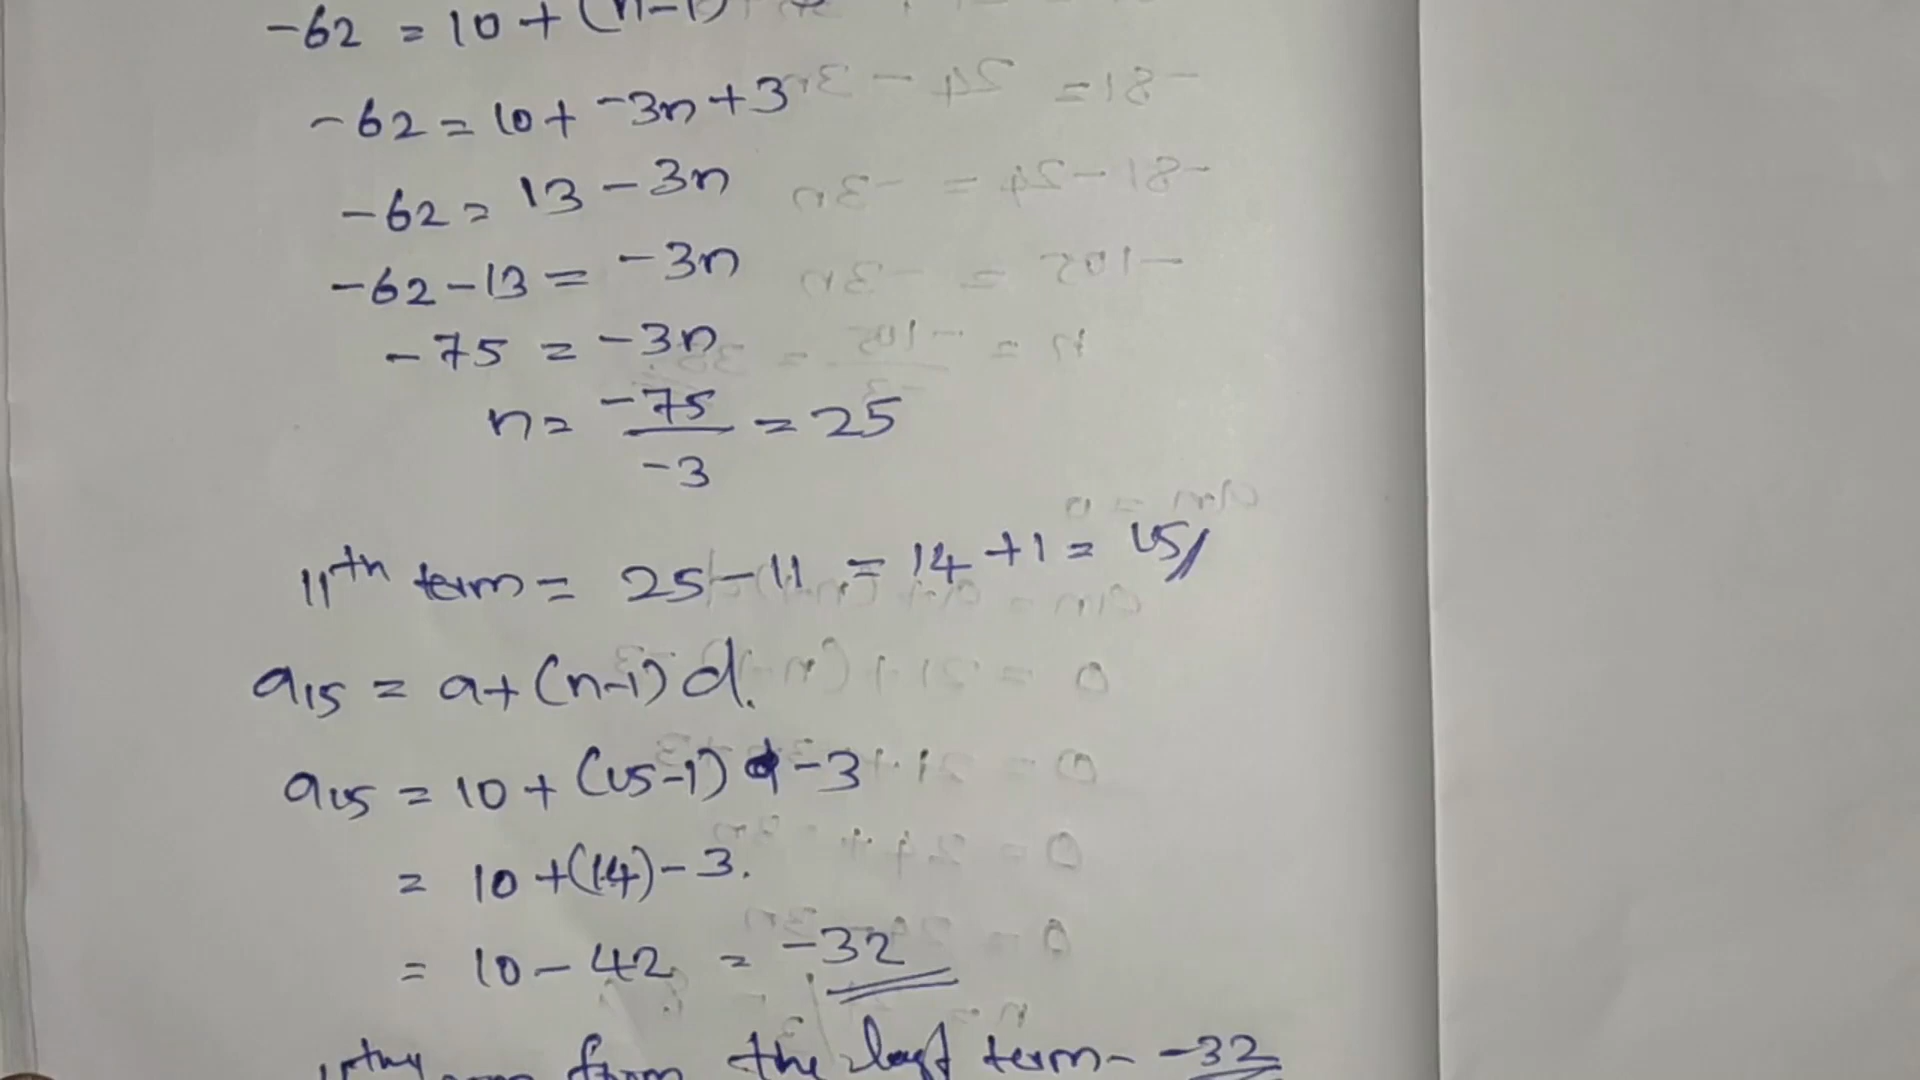 -62 = 10 + (n-1)
-62 = 10 + -3n + 3
-62 = 13 - 3n
-62 - 13 = -3n
-75 = -3n
n = -75/-3 = 25
11th term = 25 - 11 = 14 + 1 = 15/
a15 = a + (n-1) d.
a15 = 10 + (15-1) -3
= 10 + (14) - 3.
= 10 - 42 = -32
from the last term - -32